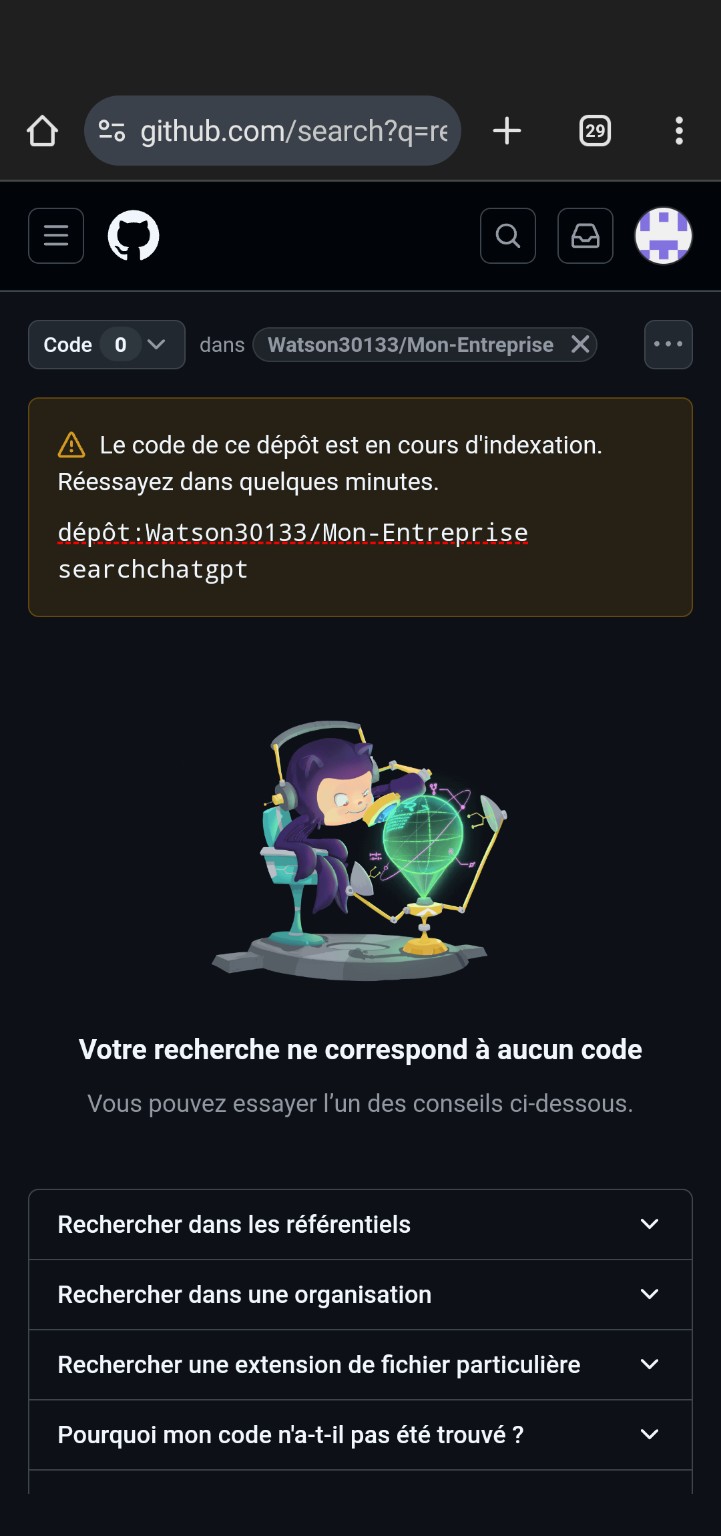 github.com/search?q=re
29
Code 0 dans Watson30133/Mon-Entreprise
Le code de ce dépôt est en cours d'indexation.
Réessayez dans quelques minutes.
dépôt:Watson30133/Mon-Entreprise
searchchatgpt
Votre recherche ne correspond à aucun code
Vous pouvez essayer l’un des conseils ci-dessous.
Rechercher dans les référentiels
Rechercher dans une organisation
Rechercher une extension de fichier particulière
Pourquoi mon code n'a-t-il pas été trouvé ?